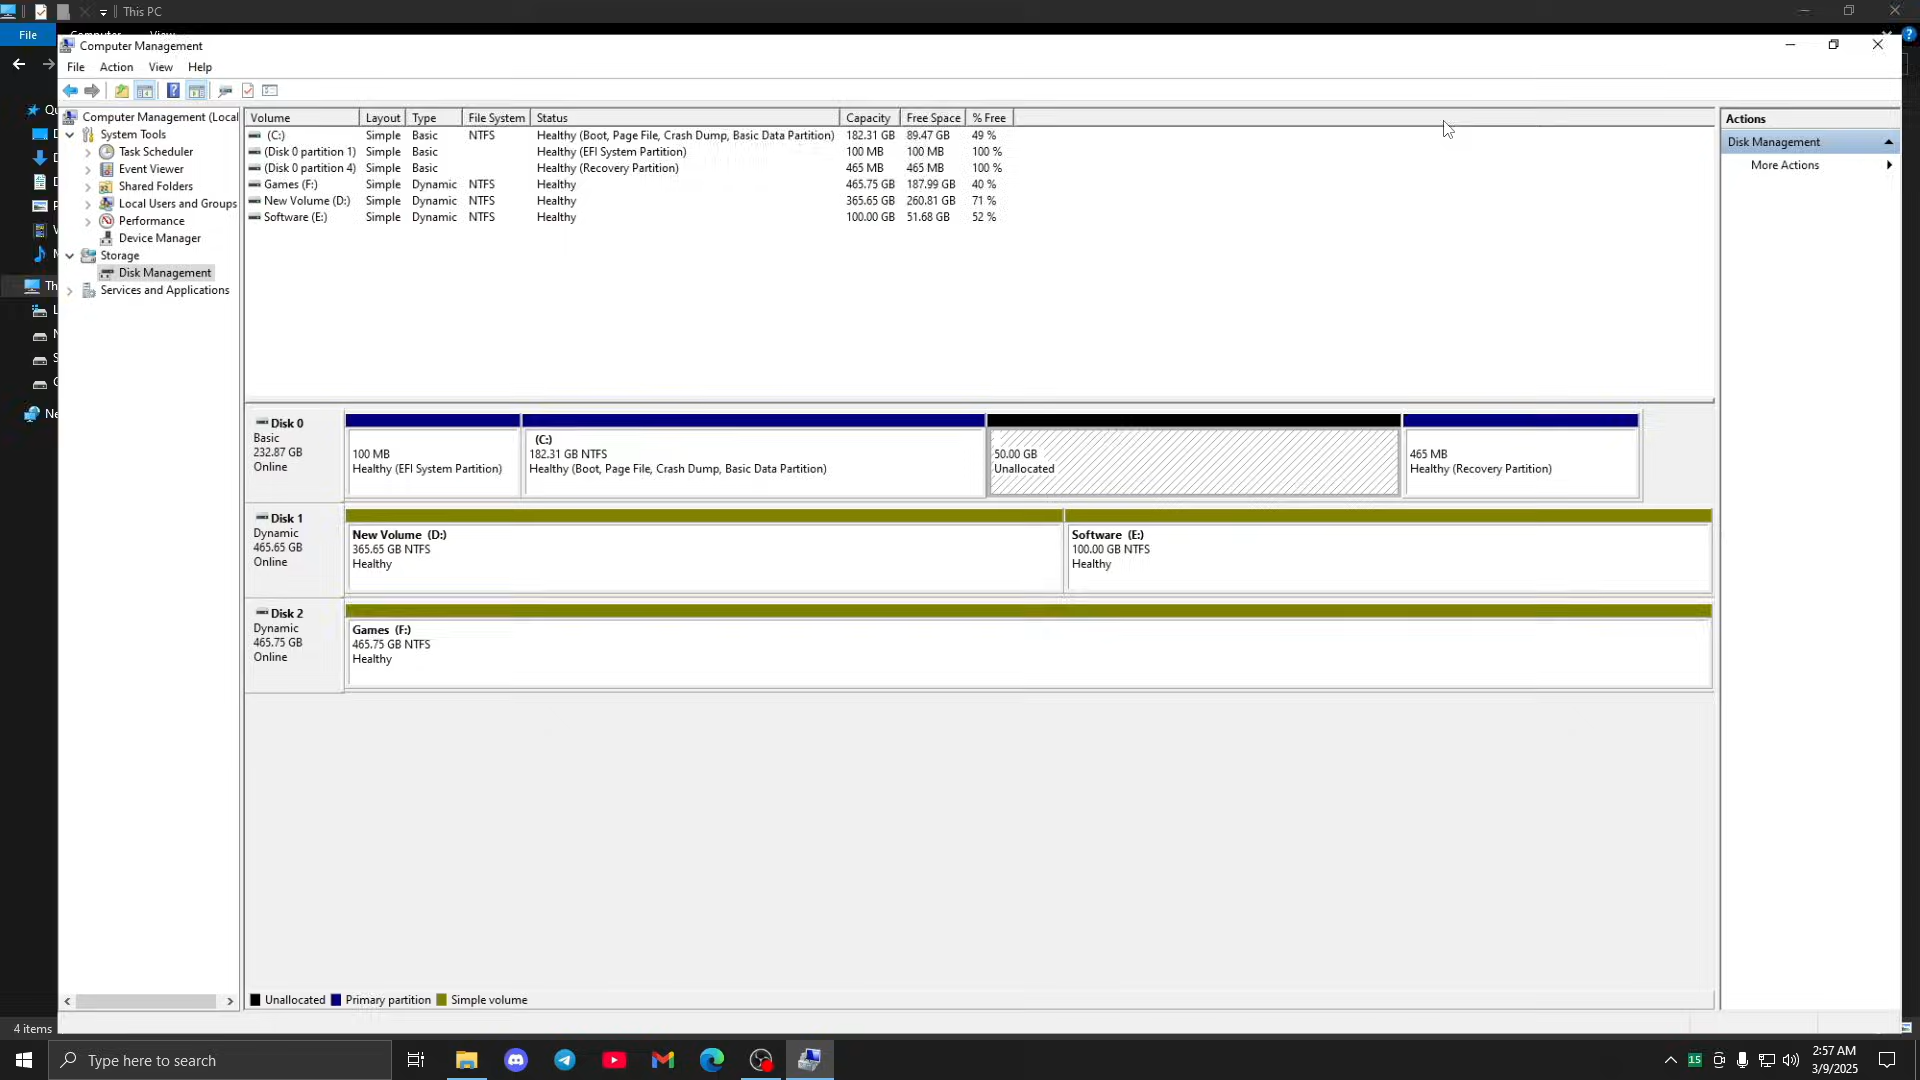 This PC
File
Computer
View
Computer Management
File Action View Help
Computer Management (Local
System Tools
Task Scheduler
Event Viewer
Shared Folders
Local Users and Groups
Performance
Device Manager
Storage
Disk Management
Services and Applications
Volume Layout Type File System Status Capacity Free Space % Free
(C:) Simple Basic NTFS Healthy (Boot, Page File, Crash Dump, Basic Data Partition) 182.31 GB 89.47 GB 49 %
(Disk 0 partition 1) Simple Basic Healthy (EFI System Partition) 100 MB 100 MB 100 %
(Disk 0 partition 4) Simple Basic Healthy (Recovery Partition) 465 MB 465 MB 100 %
Games (F:) Simple Dynamic NTFS Healthy 465.75 GB 187.99 GB 40 %
New Volume (D:) Simple Dynamic NTFS Healthy 365.65 GB 260.81 GB 71 %
Software (E:) Simple Dynamic NTFS Healthy 100.00 GB 51.68 GB 52 %
Actions
Disk Management
More Actions
Disk 0
Basic
232.87 GB
Online
100 MB
Healthy (EFI System Partition)
(C:)
182.31 GB NTFS
Healthy (Boot, Page File, Crash Dump, Basic Data Partition)
50.00 GB
Unallocated
465 MB
Healthy (Recovery Partition)
Disk 1
Dynamic
465.65 GB
Online
New Volume (D:)
365.65 GB NTFS
Healthy
Software (E:)
100.00 GB NTFS
Healthy
Disk 2
Dynamic
465.75 GB
Online
Games (F:)
465.75 GB NTFS
Healthy
Unallocated Primary partition Simple volume
4 items
Type here to search
15
2:57 AM
3/9/2025